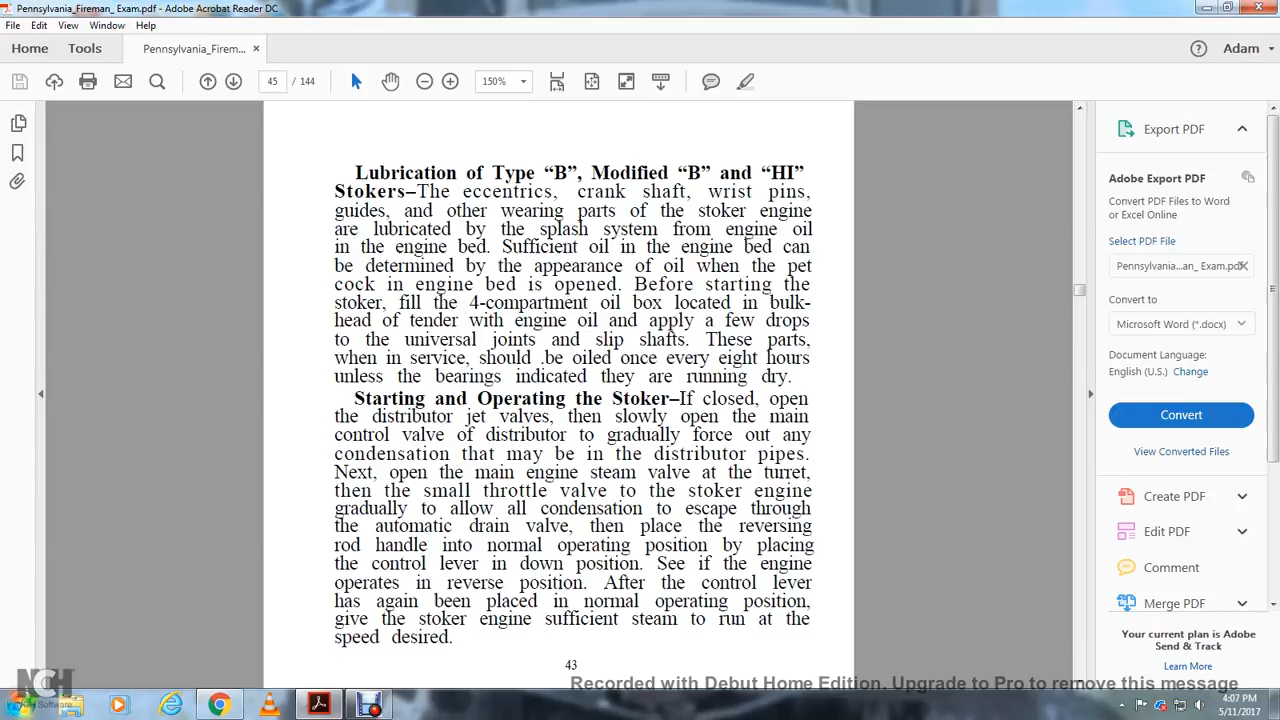 Pennsylvania_Fireman_ Exam.pdf - Adobe Acrobat Reader DC
File Edit View Window Help
Home Tools Pennsylvania_Firem... × Adam
45 / 144 150%
Lubrication of Type “B”, Modified “B” and “HI”
Stokers–The eccentrics, crank shaft, wrist pins,
guides, and other wearing parts of the stoker engine
are lubricated by the splash system from engine oil
in the engine bed. Sufficient oil in the engine bed can
be determined by the appearance of oil when the pet
cock in engine bed is opened. Before starting the
stoker, fill the 4-compartment oil box located in bulk-
head of tender with engine oil and apply a few drops
to the universal joints and slip shafts. These parts,
when in service, should .be oiled once every eight hours
unless the bearings indicated they are running dry.
Starting and Operating the Stoker–If closed, open
the distributor jet valves, then slowly open the main
control valve of distributor to gradually force out any
condensation that may be in the distributor pipes.
Next, open the main engine steam valve at the turret,
then the small throttle valve to the stoker engine
gradually to allow all condensation to escape through
the automatic drain valve, then place the reversing
rod handle into normal operating position by placing
the control lever in down position. See if the engine
operates in reverse position. After the control lever
has again been placed in normal operating position,
give the stoker engine sufficient steam to run at the
speed desired.
43
Export PDF
Adobe Export PDF
Convert PDF Files to Word
or Excel Online
Select PDF File
Pennsylvania...an_ Exam.pdf
Convert to
Microsoft Word (*.docx)
Document Language:
English (U.S.) Change
Convert
View Converted Files
Create PDF
Edit PDF
Comment
Merge PDF
Your current plan is Adobe
Send & Track
Learn More
Recorded with Debut Home Edition. Upgrade to Pro to remove this message
NCH
Software
4:07 PM
5/11/2017